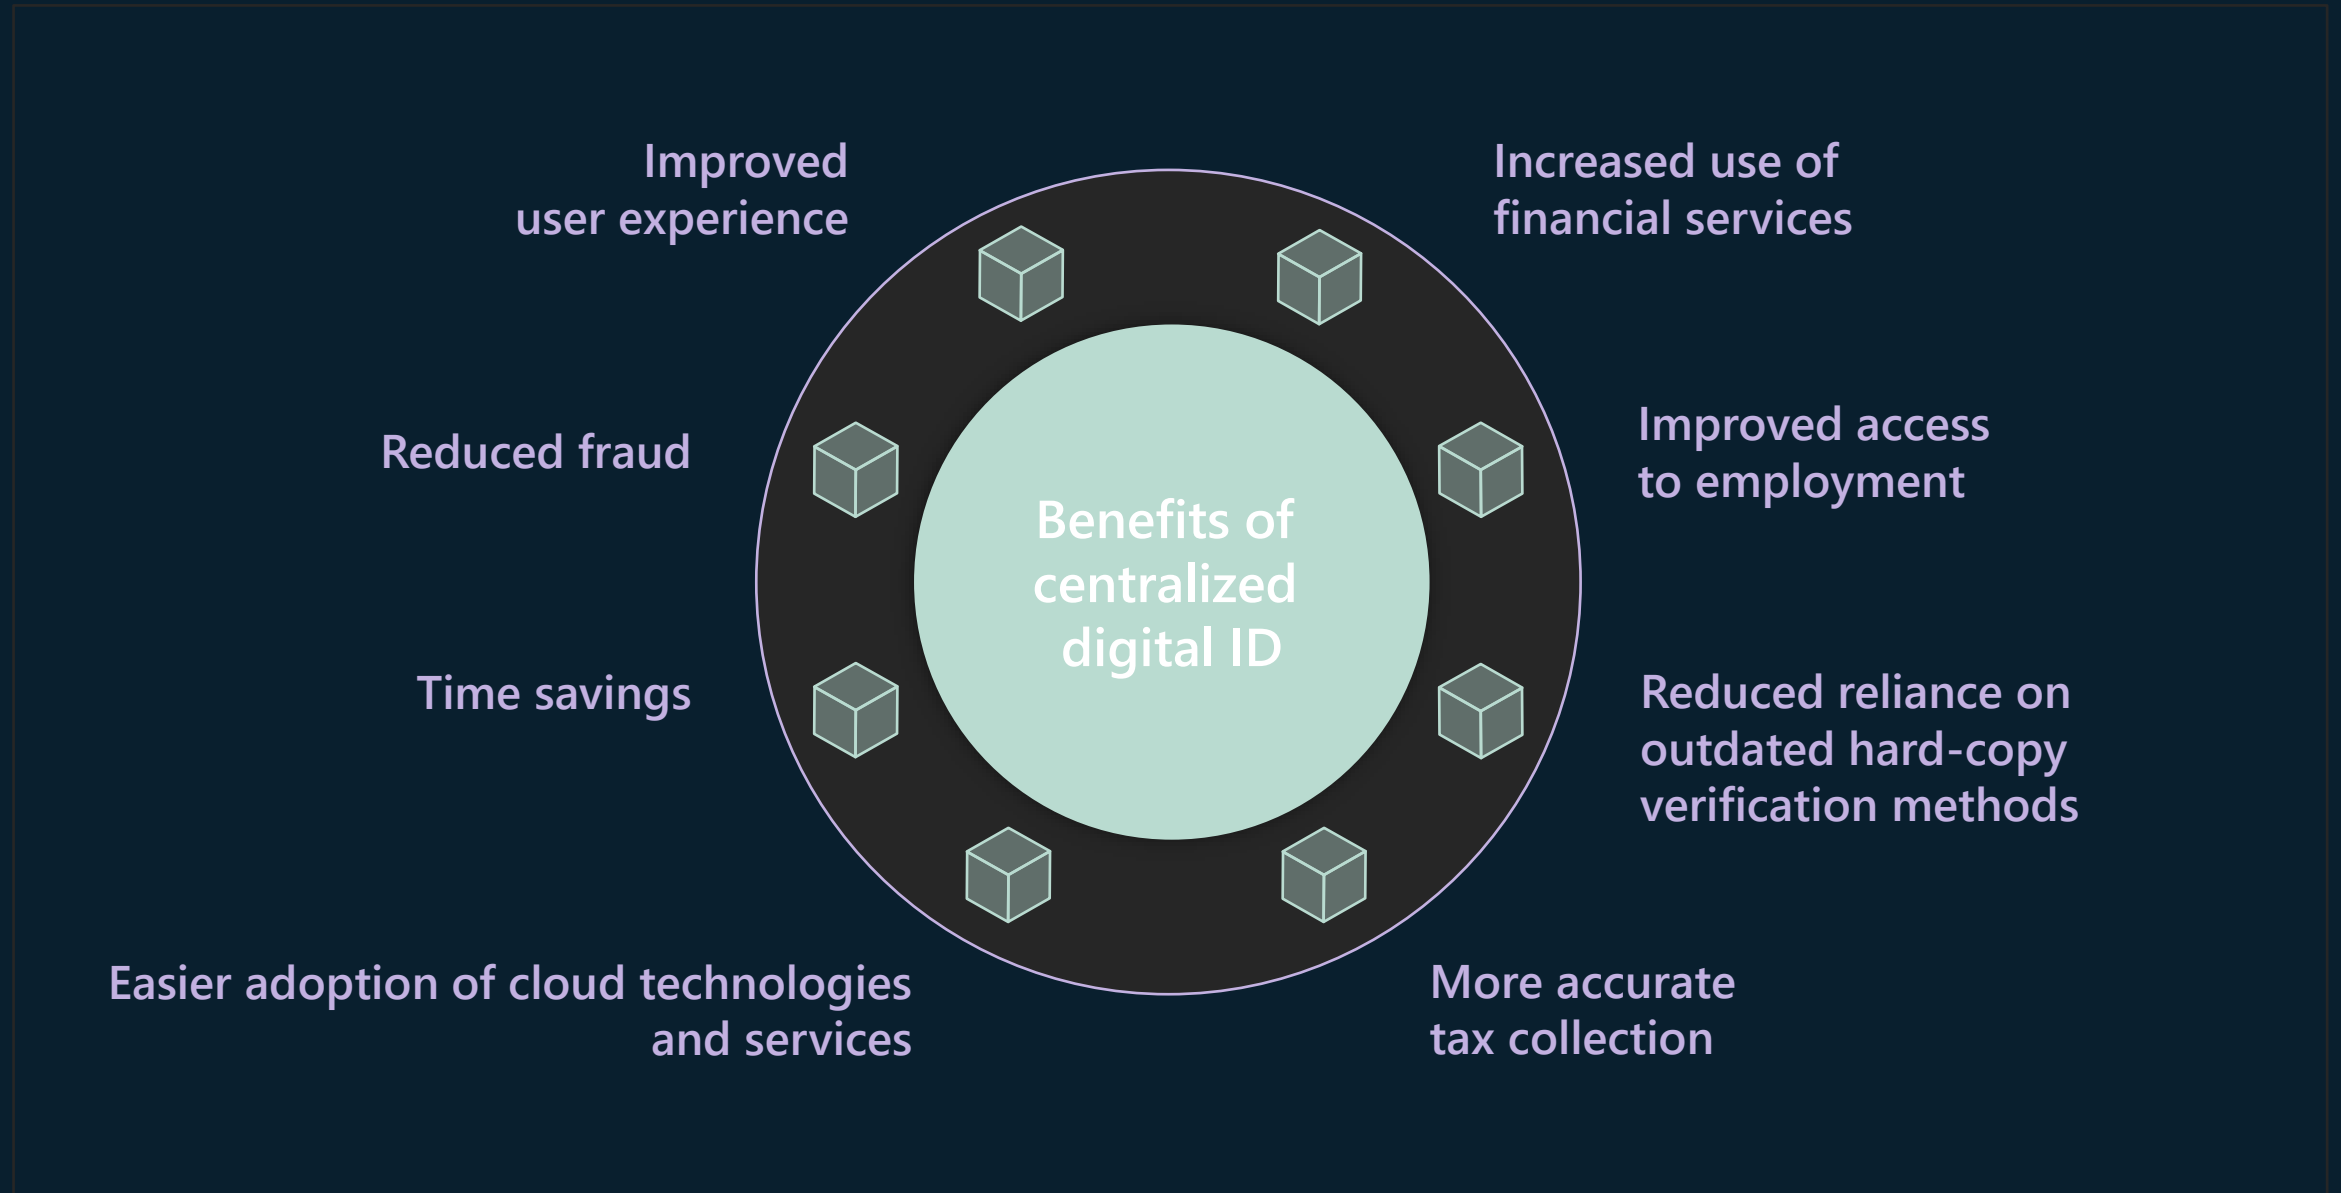 Improved
user experience
Increased use of
financial services
Reduced fraud
Improved access
to employment
Benefits of
centralized
digital ID
Time savings
Reduced reliance on
outdated hard-copy
verification methods
Easier adoption of cloud technologies
and services
More accurate
tax collection